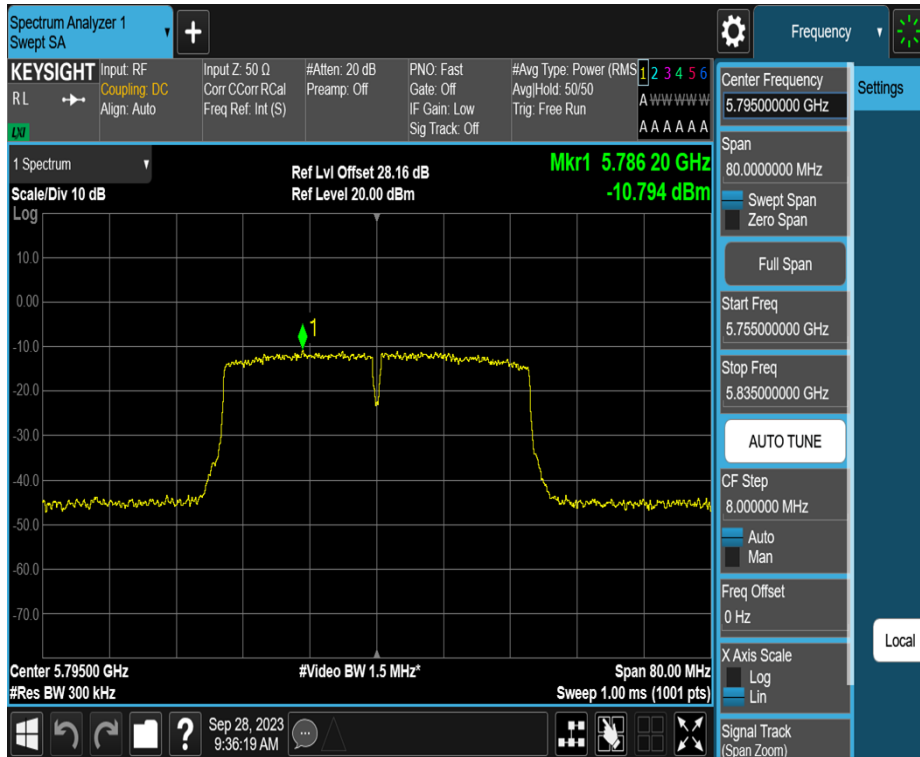 Spectrum Analyzer 1
Swept SA
+
Frequency
KEYSIGHT
R L
LXI
Input: RF
Coupling: DC
Align: Auto
Input Z: 50 Ω
Corr CCorr RCal
Freq Ref: Int (S)
#Atten: 20 dB
Preamp: Off
PNO: Fast
Gate: Off
IF Gain: Low
Sig Track: Off
#Avg Type: Power (RMS
Avg|Hold: 50/50
Trig: Free Run
1 2 3 4 5 6
A W W W W W
A A A A A A
1 Spectrum
Scale/Div 10 dB
Log
Ref Lvl Offset 28.16 dB
Ref Level 20.00 dBm
Mkr1 5.786 20 GHz
-10.794 dBm
10.0
0.00
-10.0
-20.0
-30.0
-40.0
-50.0
-60.0
-70.0
1
Center 5.79500 GHz
#Res BW 300 kHz
#Video BW 1.5 MHz*
Span 80.00 MHz
Sweep 1.00 ms (1001 pts)
?
Sep 28, 2023
9:36:19 AM
Center Frequency
5.795000000 GHz
Span
80.0000000 MHz
Swept Span
Zero Span
Full Span
Start Freq
5.755000000 GHz
Stop Freq
5.835000000 GHz
AUTO TUNE
CF Step
8.000000 MHz
Auto
Man
Freq Offset
0 Hz
X Axis Scale
Log
Lin
Signal Track
(Span Zoom)
Settings
Local